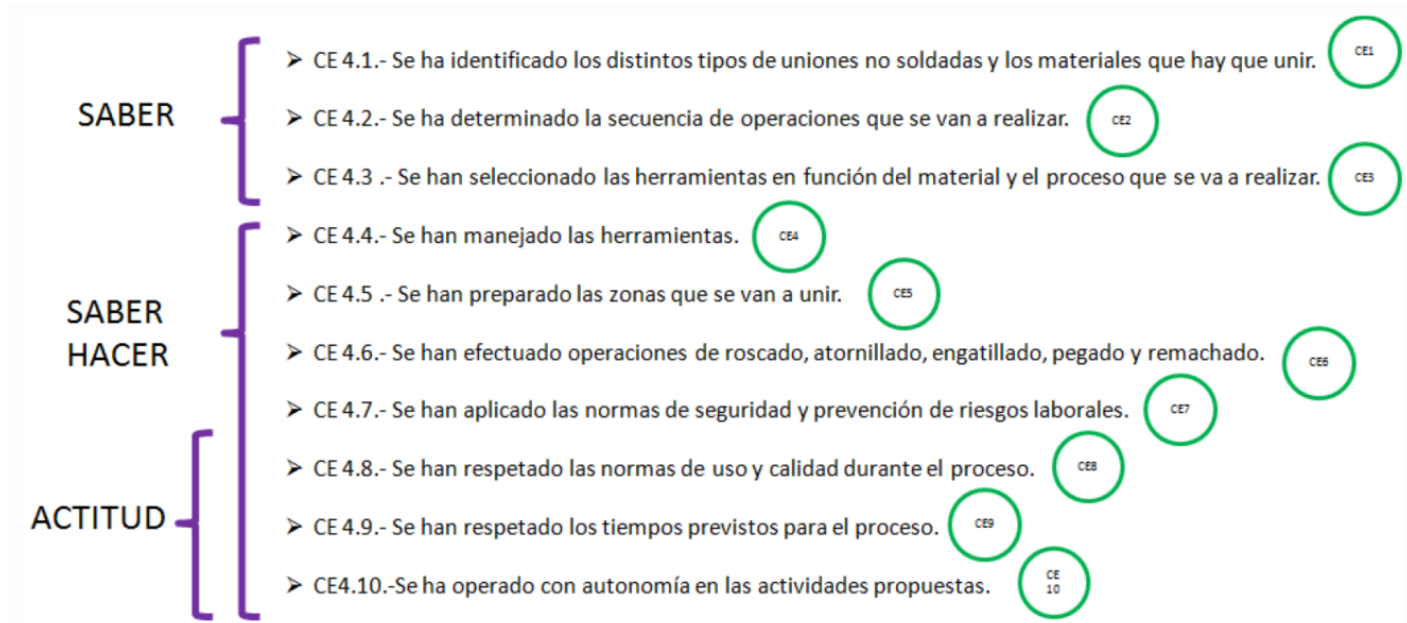 SABER
➤ CE 4.1.- Se ha identificado los distintos tipos de uniones no soldadas y los materiales que hay que unir. CE1
➤ CE 4.2.- Se ha determinado la secuencia de operaciones que se van a realizar. CE2
➤ CE 4.3 .- Se han seleccionado las herramientas en función del material y el proceso que se va a realizar. CE3
SABER
HACER
➤ CE 4.4.- Se han manejado las herramientas. CE4
➤ CE 4.5 .- Se han preparado las zonas que se van a unir. CE5
➤ CE 4.6.- Se han efectuado operaciones de roscado, atornillado, engatillado, pegado y remachado. CE6
➤ CE 4.7.- Se han aplicado las normas de seguridad y prevención de riesgos laborales. CE7
ACTITUD
➤ CE 4.8.- Se han respetado las normas de uso y calidad durante el proceso. CE8
➤ CE 4.9.- Se han respetado los tiempos previstos para el proceso. CE9
➤ CE4.10.-Se ha operado con autonomía en las actividades propuestas. CE
10